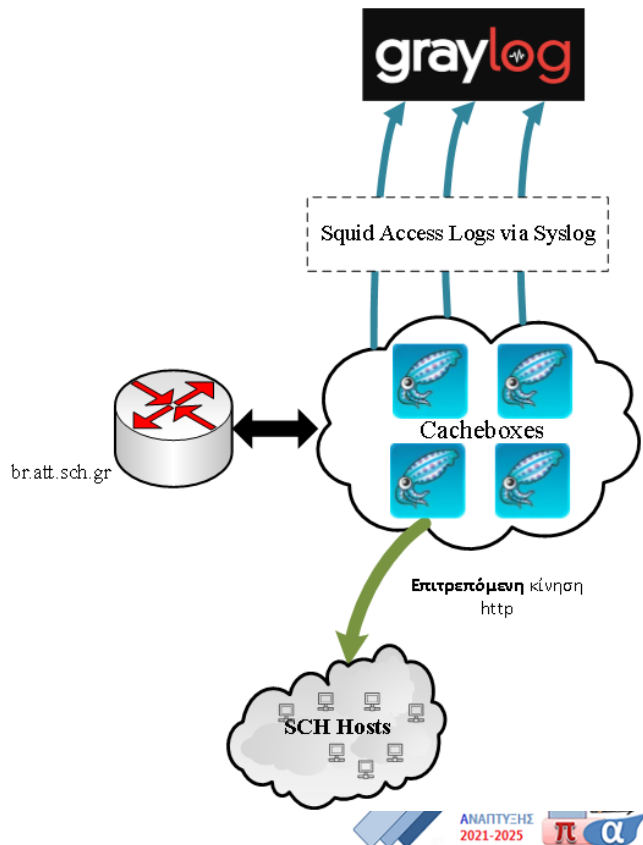 graylog
Squid Access Logs via Syslog
Cacheboxes
br.att.sch.gr
Επιτρεπόμενη κίνηση
http
SCH Hosts
ΑΝΑΠΤΥΞΗΣ
2021-2025
π α